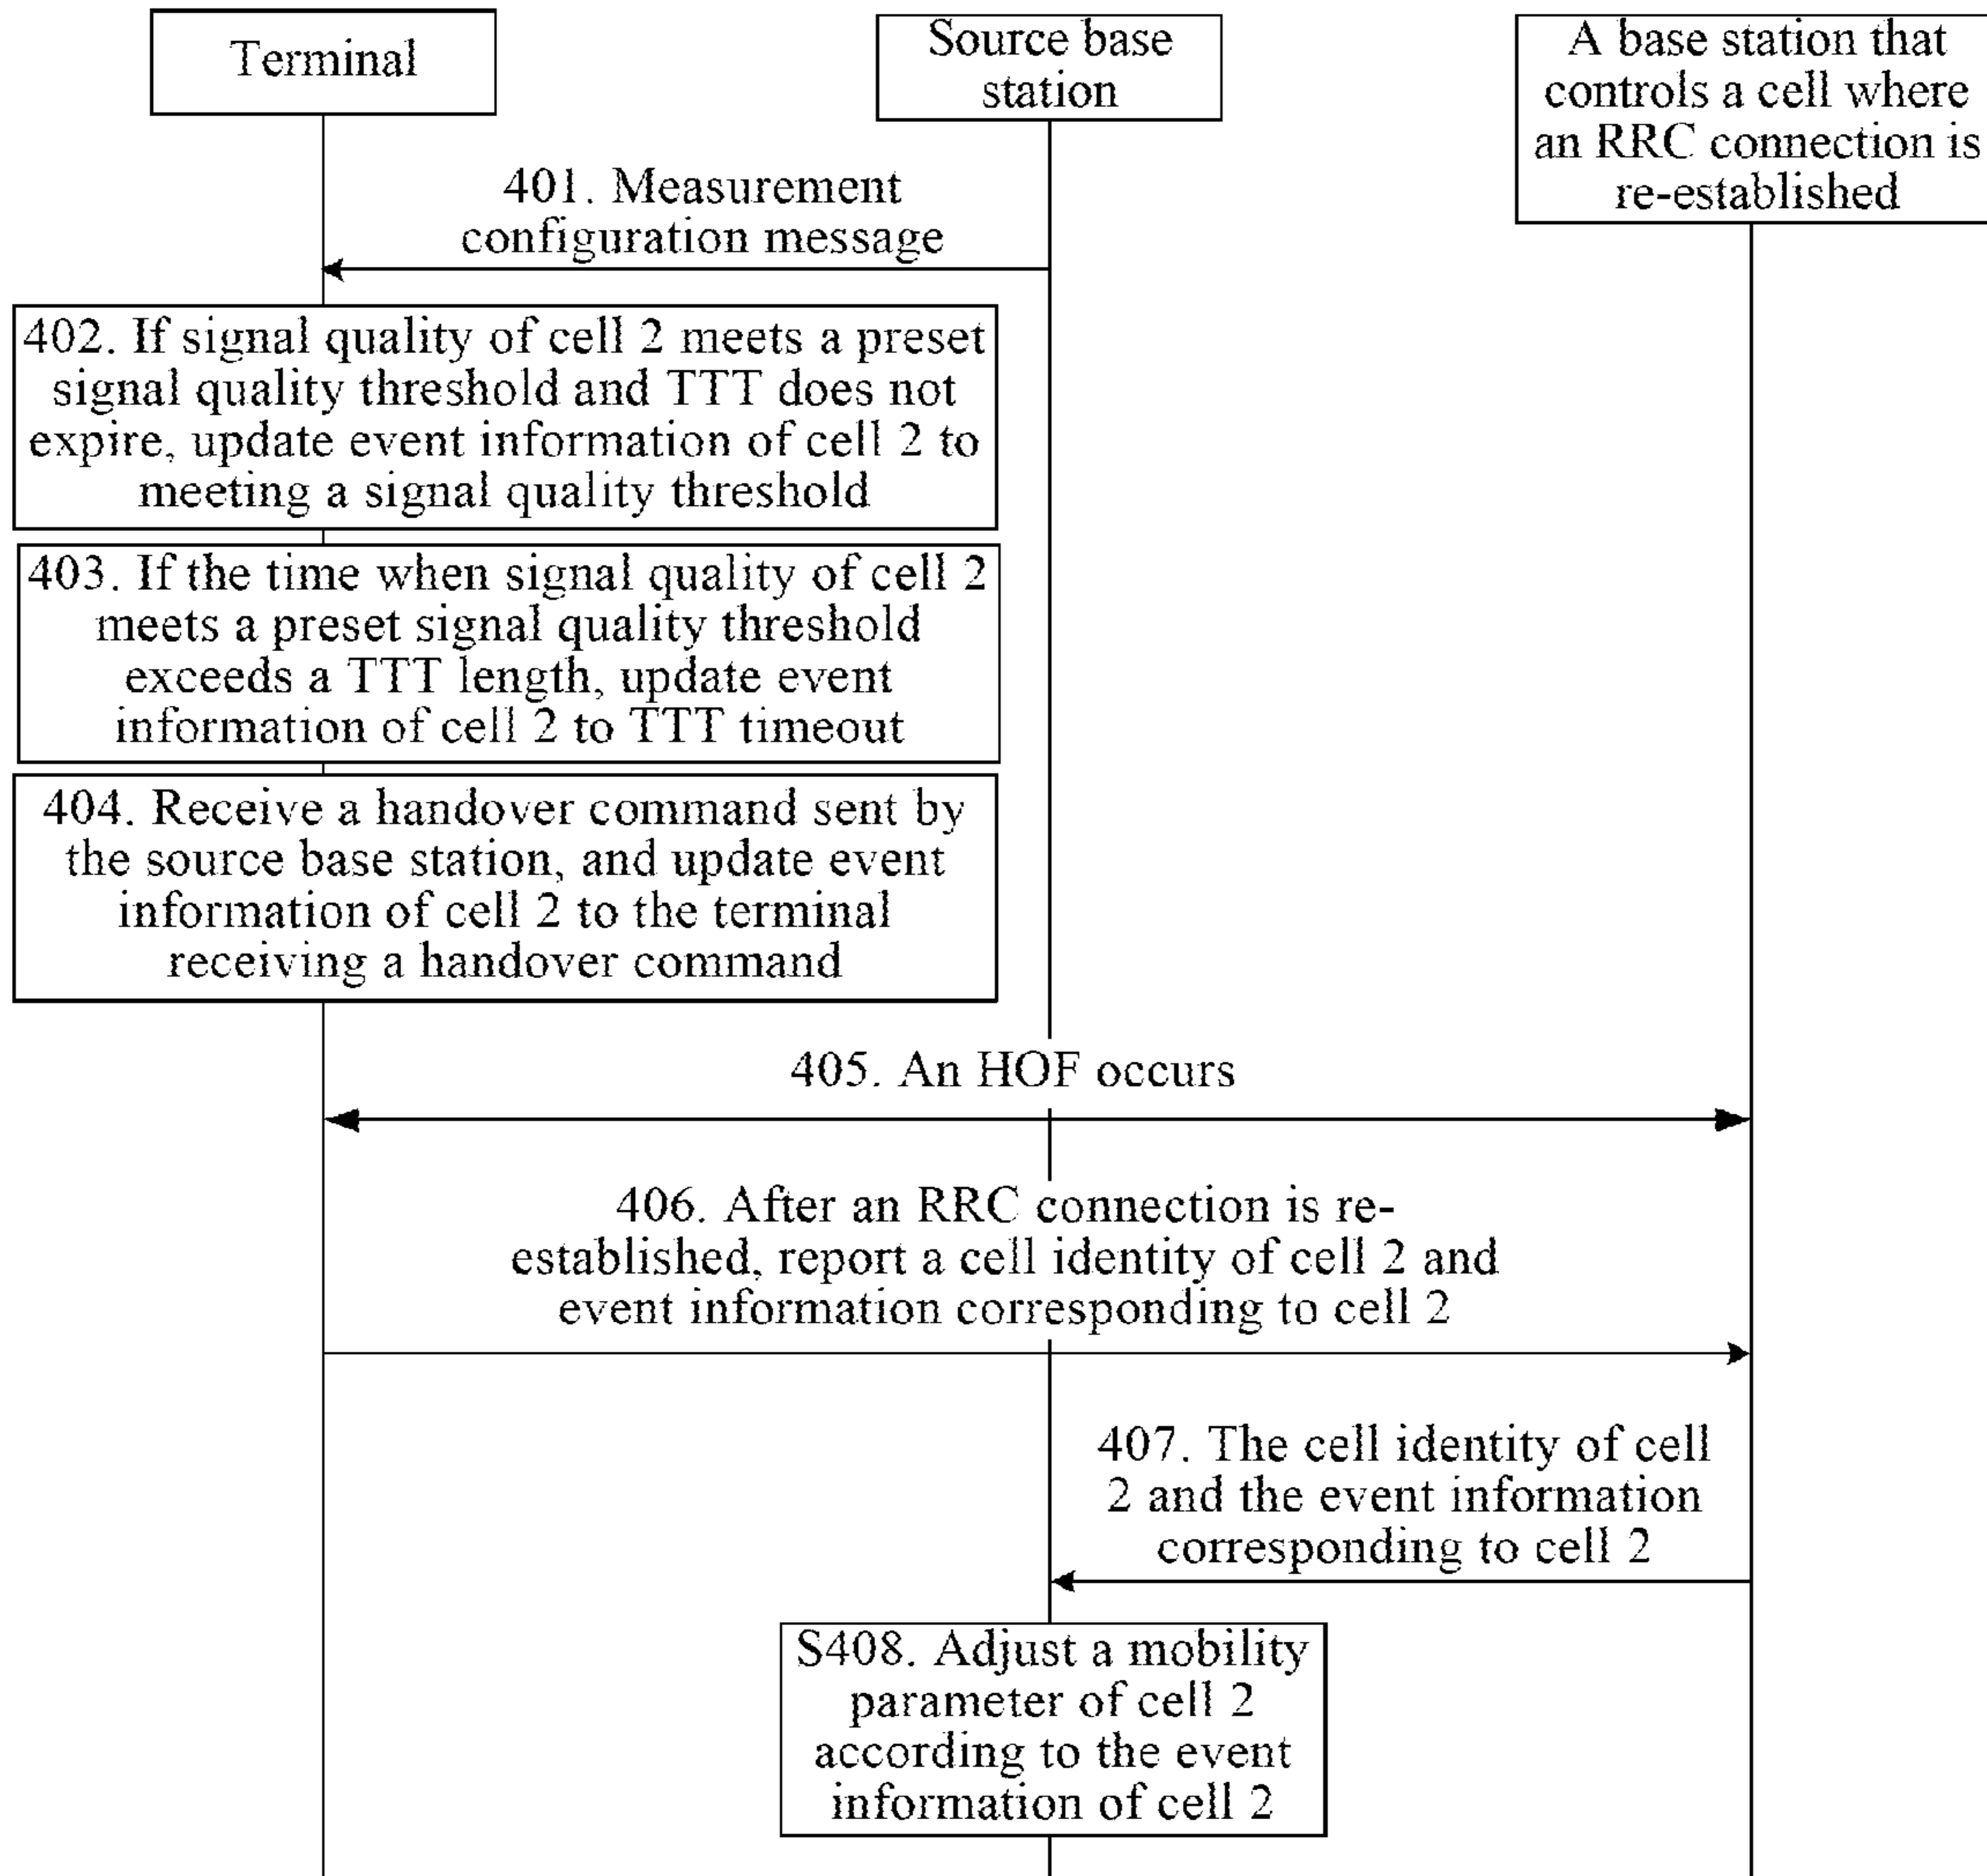 Terminal
Source base
station
A base station that
controls a cell where
an RRC connection is
re-established
401. Measurement
configuration message
402. If signal quality of cell 2 meets a preset
signal quality threshold and TTT does not
expire, update event information of cell 2 to
meeting a signal quality threshold
403. If the time when signal quality of cell 2
meets a preset signal quality threshold
exceeds a TTT length, update event
information of cell 2 to TTT timeout
404. Receive a handover command sent by
the source base station, and update event
information of cell 2 to the terminal
receiving a handover command
405. An HOF occurs
406. After an RRC connection is re-
established, report a cell identity of cell 2 and
event information corresponding to cell 2
407. The cell identity of cell
2 and the event information
corresponding to cell 2
S408. Adjust a mobility
parameter of cell 2
according to the event
information of cell 2